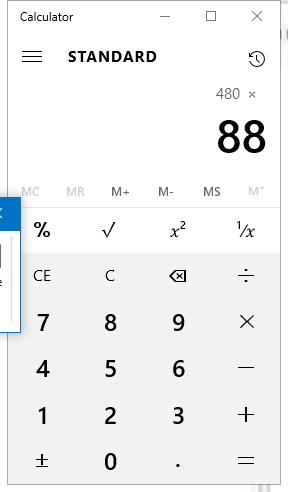 Calculator
STANDARD
480 ×
88
MC MR M+ M- MS M˅
% √ x² ¹/x
CE C ÷
7 8 9 ×
4 5 6 −
1 2 3 +
± 0 . =